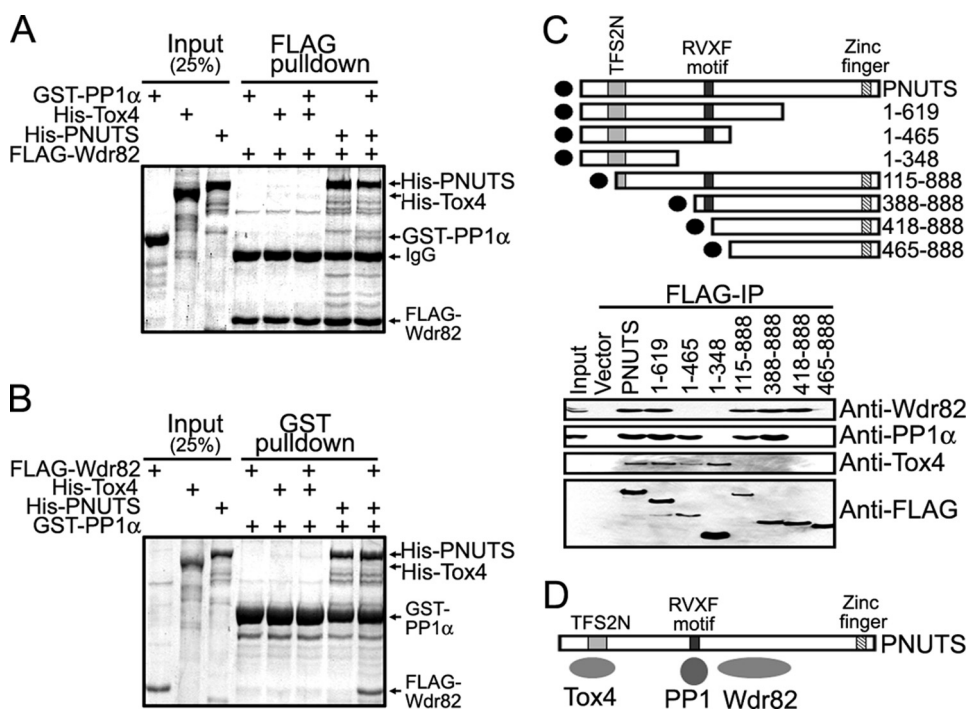 A
Input
(25%)
FLAG
pulldown
GST-PP1α + + + +
His-Tox4 + + +
His-PNUTS + + +
FLAG-Wdr82 + + + + +
His-PNUTS
His-Tox4
GST-PP1α
IgG
FLAG-
Wdr82
B
Input
(25%)
GST
pulldown
FLAG-Wdr82 + + + +
His-Tox4 + + +
His-PNUTS + + +
GST-PP1α + + + + +
His-PNUTS
His-Tox4
GST-
PP1α
FLAG-
Wdr82
C
TFS2N
RVXF
motif
Zinc
finger
PNUTS
1-619
1-465
1-348
115-888
388-888
418-888
465-888
FLAG-IP
Input
Vector
PNUTS
1-619
1-465
1-348
115-888
388-888
418-888
465-888
Anti-Wdr82
Anti-PP1α
Anti-Tox4
Anti-FLAG
D
TFS2N
RVXF
motif
Zinc
finger
PNUTS
Tox4
PP1
Wdr82